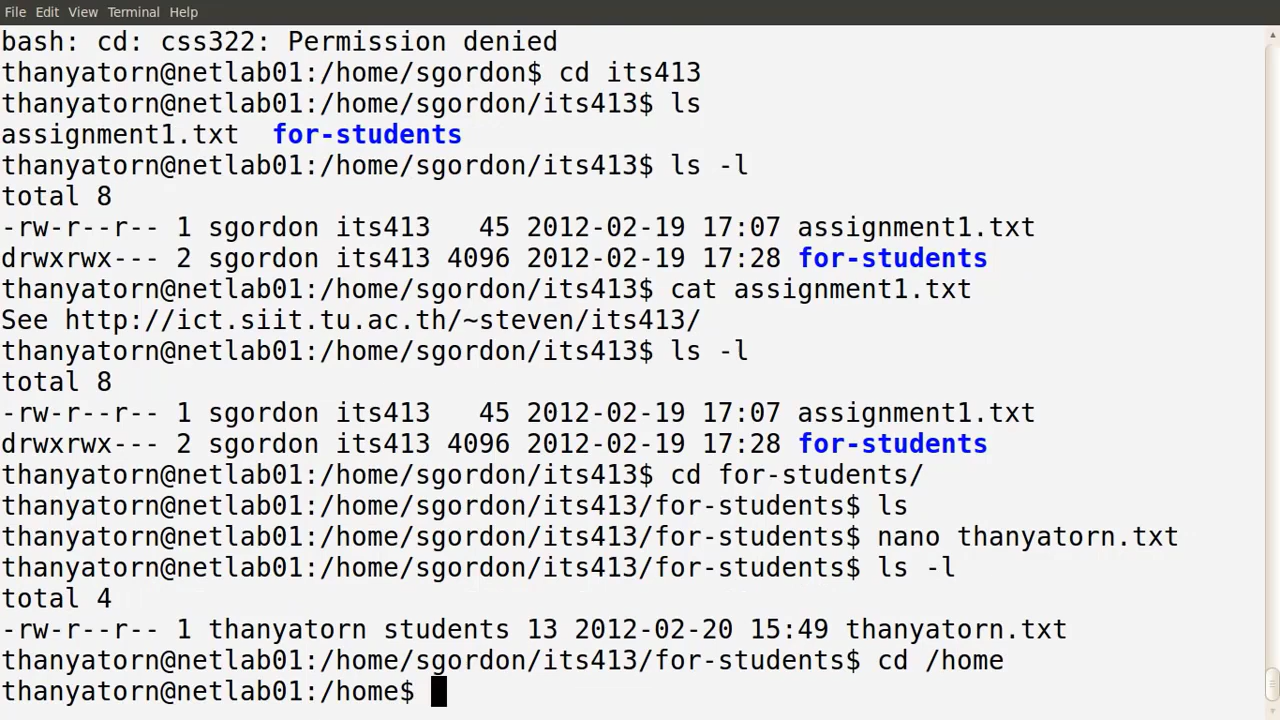 File Edit View Terminal Help
bash: cd: css322: Permission denied
thanyatorn@netlab01:/home/sgordon$ cd its413
thanyatorn@netlab01:/home/sgordon/its413$ ls
assignment1.txt  for-students
thanyatorn@netlab01:/home/sgordon/its413$ ls -l
total 8
-rw-r--r-- 1 sgordon its413   45 2012-02-19 17:07 assignment1.txt
drwxrwx--- 2 sgordon its413 4096 2012-02-19 17:28 for-students
thanyatorn@netlab01:/home/sgordon/its413$ cat assignment1.txt
See http://ict.siit.tu.ac.th/~steven/its413/
thanyatorn@netlab01:/home/sgordon/its413$ ls -l
total 8
-rw-r--r-- 1 sgordon its413   45 2012-02-19 17:07 assignment1.txt
drwxrwx--- 2 sgordon its413 4096 2012-02-19 17:28 for-students
thanyatorn@netlab01:/home/sgordon/its413$ cd for-students/
thanyatorn@netlab01:/home/sgordon/its413/for-students$ ls
thanyatorn@netlab01:/home/sgordon/its413/for-students$ nano thanyatorn.txt
thanyatorn@netlab01:/home/sgordon/its413/for-students$ ls -l
total 4
-rw-r--r-- 1 thanyatorn students 13 2012-02-20 15:49 thanyatorn.txt
thanyatorn@netlab01:/home/sgordon/its413/for-students$ cd /home
thanyatorn@netlab01:/home$